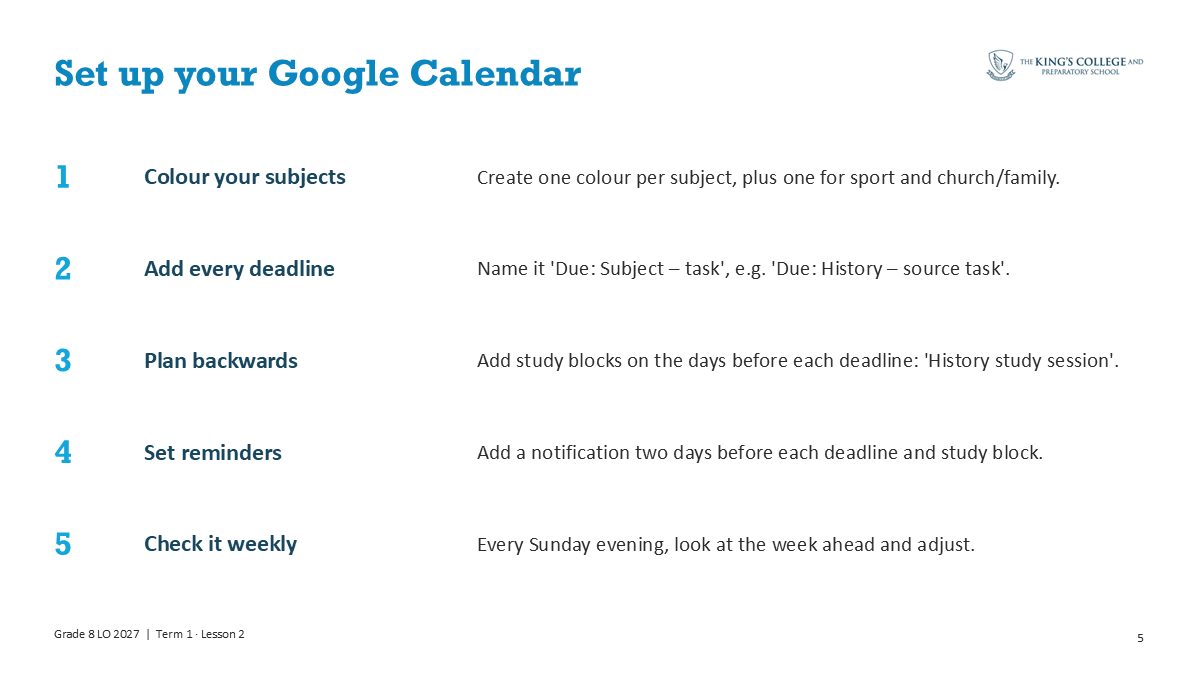 Set up your Google Calendar
THE KING'S COLLEGE AND
PREPARATORY SCHOOL
1 Colour your subjects Create one colour per subject, plus one for sport and church/family.
2 Add every deadline Name it 'Due: Subject – task', e.g. 'Due: History – source task'.
3 Plan backwards Add study blocks on the days before each deadline: 'History study session'.
4 Set reminders Add a notification two days before each deadline and study block.
5 Check it weekly Every Sunday evening, look at the week ahead and adjust.
Grade 8 LO 2027 | Term 1 · Lesson 2
5